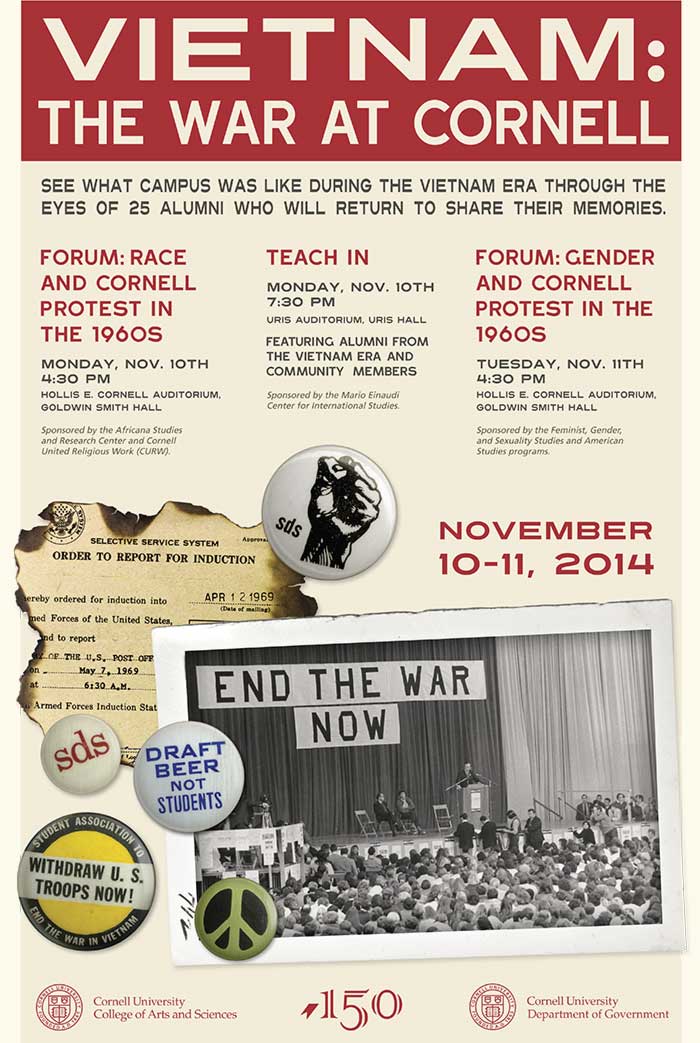 VIETNAM:
THE WAR AT CORNELL
SEE WHAT CAMPUS WAS LIKE DURING THE VIETNAM ERA THROUGH THE
EYES OF 25 ALUMNI WHO WILL RETURN TO SHARE THEIR MEMORIES.
FORUM: RACE
AND CORNELL
PROTEST IN
THE 1960S
MONDAY, NOV. 10TH
4:30 PM
HOLLIS E. CORNELL AUDITORIUM,
GOLDWIN SMITH HALL
Sponsored by the Africana Studies
and Research Center and Cornell
United Religious Work (CURW).
TEACH IN
MONDAY, NOV. 10TH
7:30 PM
URIS AUDITORIUM, URIS HALL
FEATURING ALUMNI FROM
THE VIETNAM ERA AND
COMMUNITY MEMBERS
Sponsored by the Mario Einaudi
Center for International Studies.
FORUM: GENDER
AND CORNELL
PROTEST IN THE
1960S
TUESDAY, NOV. 11TH
4:30 PM
HOLLIS E. CORNELL AUDITORIUM,
GOLDWIN SMITH HALL
Sponsored by the Feminist, Gender,
and Sexuality Studies and American
Studies programs.
sds
NOVEMBER
10-11, 2014
SELECTIVE SERVICE SYSTEM
Approva
ORDER TO REPORT FOR INDUCTION
ereby ordered for induction into
APR 12 1969
(Date of mailing)
med Forces of the United States,
nd to report
OF THE U.S. POST OFF
on May 7, 1969
at 6:30 A.M.
Armed Forces Induction Stat
END THE WAR
NOW
sds
DRAFT
BEER
NOT
STUDENTS
STUDENT ASSOCIATION TO
WITHDRAW U. S.
TROOPS NOW!
END THE WAR IN VIETNAM
Cornell University
College of Arts and Sciences
150
Cornell University
Department of Government